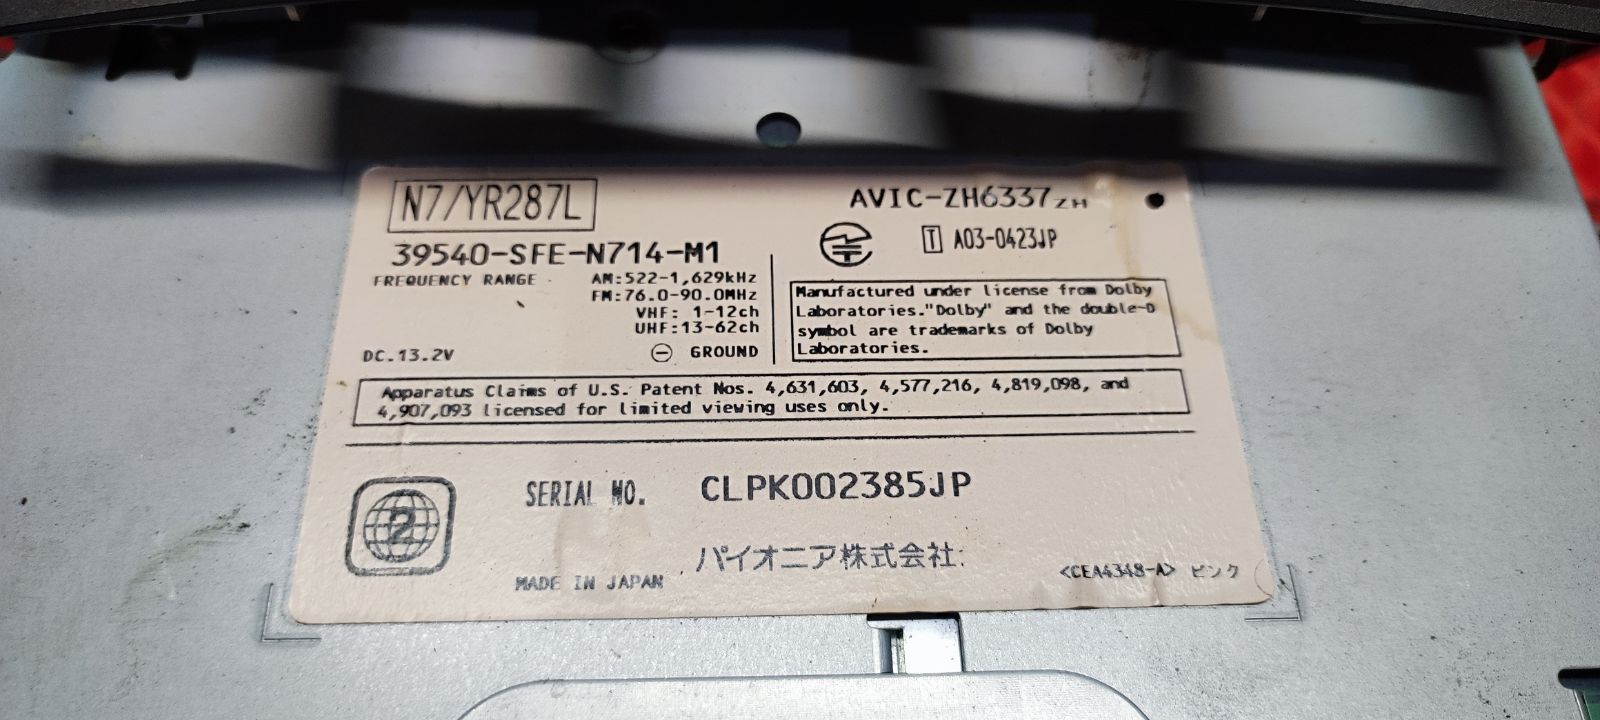 N7/YR287L
AVIC-ZH6337ZH
39540-SFE-N714-M1
T A03-0423JP
FREQUENCY RANGE
AM:522-1,629kHz
FM:76.0-90.0MHz
VHF: 1-12ch
UHF:13-62ch
DC.13.2V
GROUND
Manufactured under license from Dolby
Laboratories."Dolby" and the double-D
symbol are trademarks of Dolby
Laboratories.
Apparatus Claims of U.S. Patent Nos. 4,631,603, 4,577,216, 4,819,098, and
4,907,093 licensed for limited viewing uses only.
2
SERIAL NO. CLPK002385JP
パイオニア株式会社
MADE IN JAPAN
<CEA4348-A> ピンク